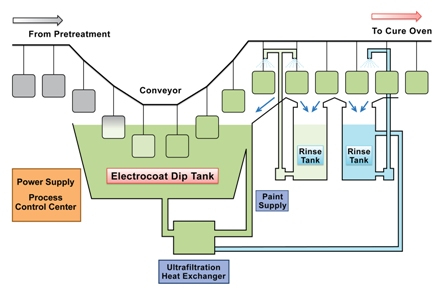 From Pretreatment
To Cure Oven
Conveyor
Electrocoat Dip Tank
Rinse
Tank
Rinse
Tank
Power Supply
Process
Control Center
Paint
Supply
Ultrafiltration
Heat Exchanger